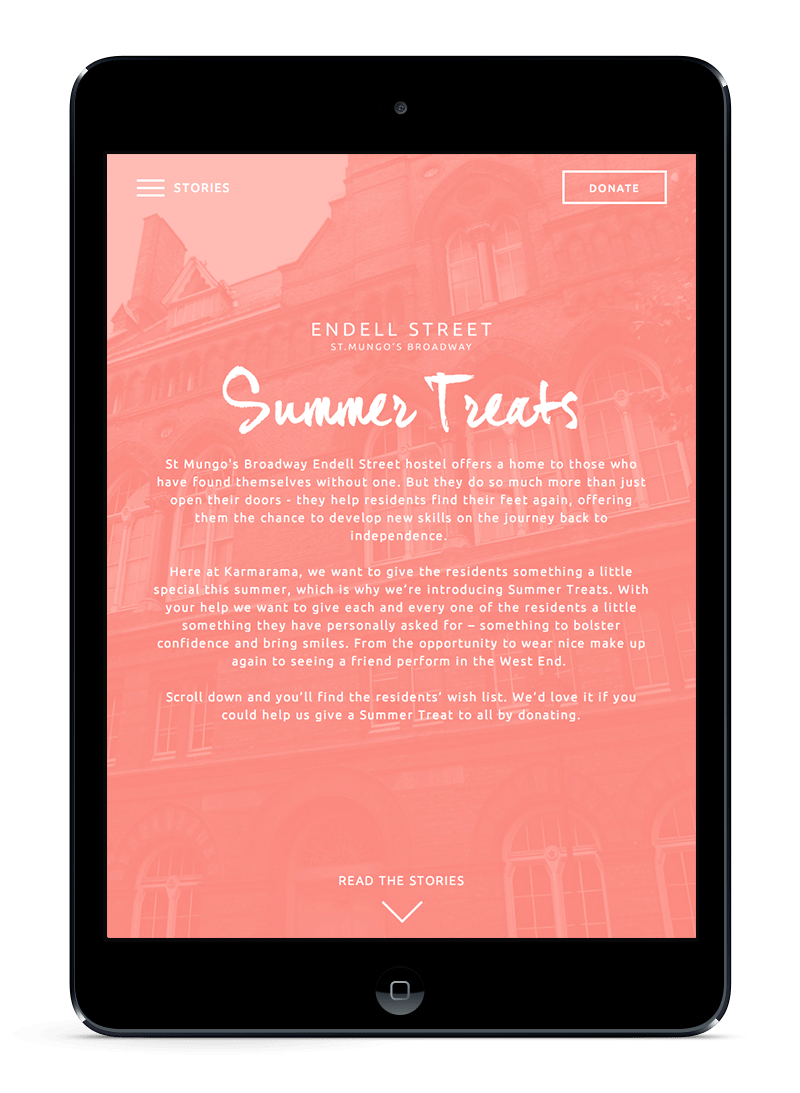 STORIES
DONATE
ENDELL STREET
ST.MUNGO'S BROADWAY
Summer Treats
St Mungo's Broadway Endell Street hostel offers a home to those who
have found themselves without one. But they do so much more than just
open their doors - they help residents find their feet again, offering
them the chance to develop new skills on the journey back to
independence.
Here at Karmarama, we want to give the residents something a little
special this summer, which is why we’re introducing Summer Treats. With
your help we want to give each and every one of the residents a little
something they have personally asked for – something to bolster
confidence and bring smiles. From the opportunity to wear nice make up
again to seeing a friend perform in the West End.
Scroll down and you'll find the residents’ wish list. We’d love it if you
could help us give a Summer Treat to all by donating.
READ THE STORIES